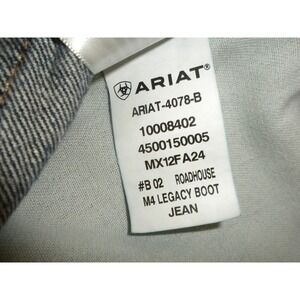 ARIAT
ARIAT-4078-B
10008402
4500150005
MX12FA24
#B 02 ROADHOUSE
M4 LEGACY BOOT
JEAN